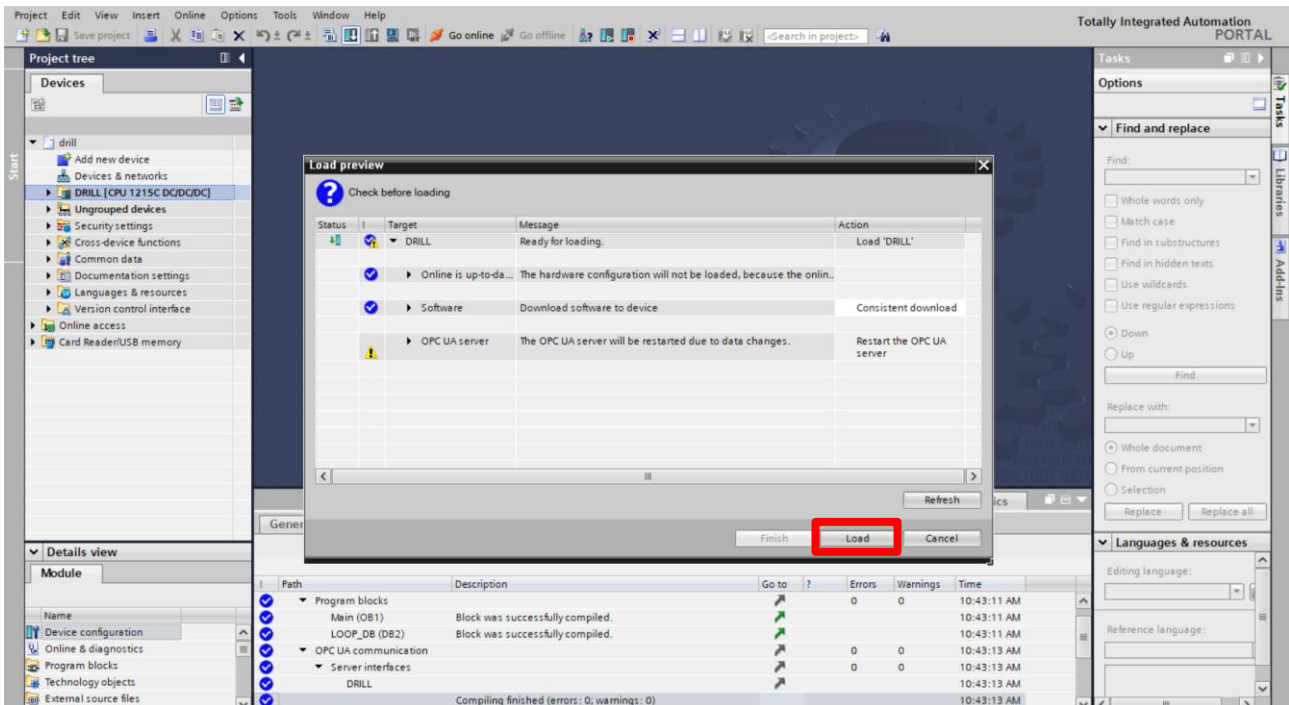 Project Edit View Insert Online Options Tools Window Help
Totally Integrated Automation
PORTAL
Save project
Go online
Go offline
<Search in project>
Start
Project tree
Devices
drill
Add new device
Devices & networks
DRILL [CPU 1215C DC/DC/DC]
Ungrouped devices
Security settings
Cross-device functions
Common data
Documentation settings
Languages & resources
Version control interface
Online access
Card Reader/USB memory
Details view
Module
Name
Device configuration
Online & diagnostics
Program blocks
Technology objects
External source files
Load preview
Check before loading
Status ! Target Message Action
DRILL Ready for loading. Load 'DRILL'
Online is up-to-da... The hardware configuration will not be loaded, because the onlin..
Software Download software to device Consistent download
OPC UA server The OPC UA server will be restarted due to data changes. Restart the OPC UA
server
Refresh
Finish Load Cancel
Gener
ics
! Path Description Go to ? Errors Warnings Time
Program blocks 0 0 10:43:11 AM
Main (OB1) Block was successfully compiled. 10:43:11 AM
LOOP_DB (DB2) Block was successfully compiled. 10:43:11 AM
OPC UA communication 0 0 10:43:13 AM
Server interfaces 0 0 10:43:13 AM
DRILL 10:43:13 AM
Compiling finished (errors: 0; warnings: 0) 10:43:13 AM
Tasks
Options
Find and replace
Find:
Whole words only
Match case
Find in substructures
Find in hidden texts
Use wildcards
Use regular expressions
Down
Up
Find
Replace with:
Whole document
From current position
Selection
Replace Replace all
Languages & resources
Editing language:
Reference language:
Tasks
Libraries
Add-Ins